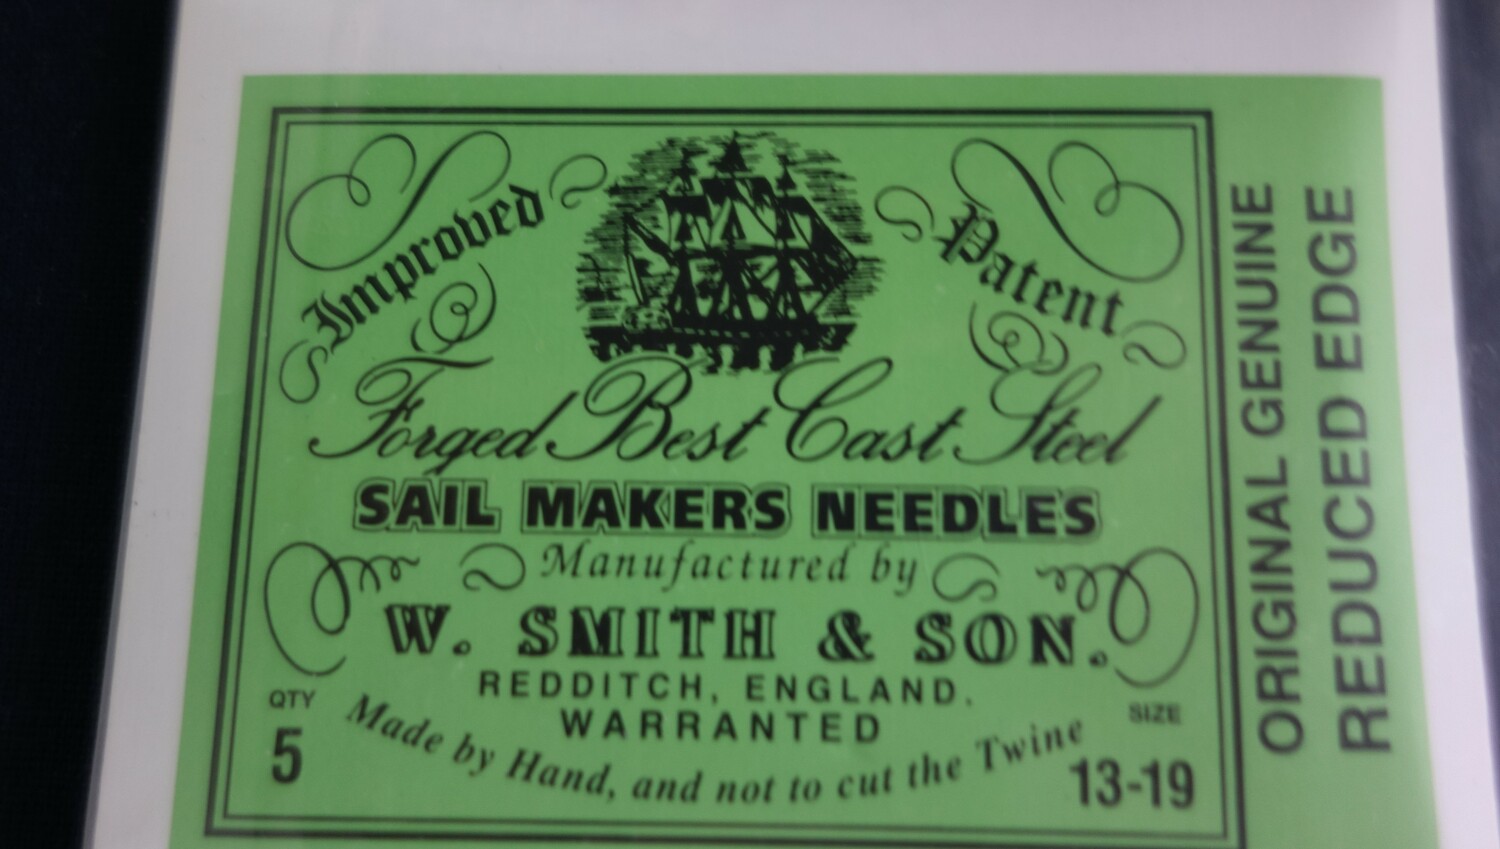 Improved Patent
Forged Best Cast Steel
SAIL MAKERS NEEDLES
Manufactured by
W. SMITH & SON.
REDDITCH, ENGLAND.
WARRANTED
Made by Hand, and not to cut the Twine
QTY
5
SIZE
13-19
ORIGINAL GENUINE
REDUCED EDGE